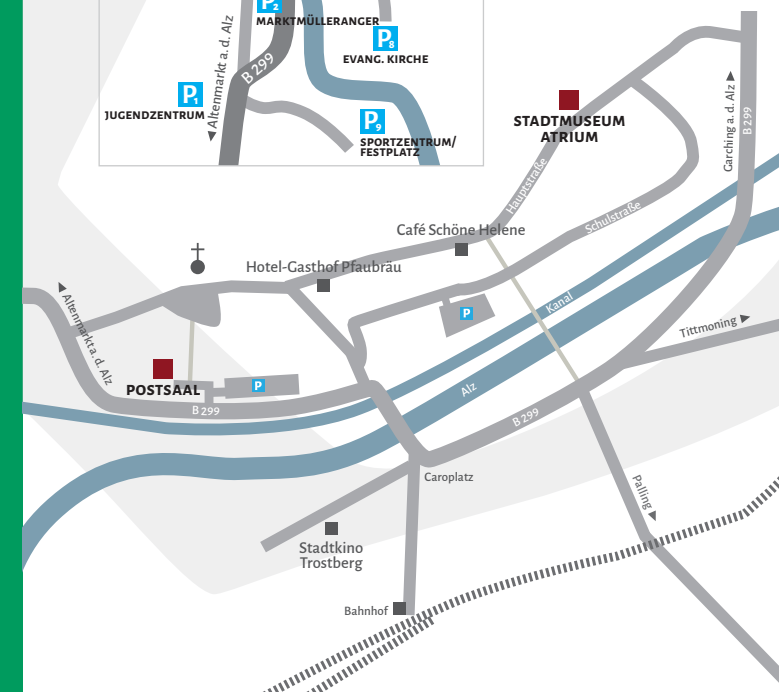 P2
MARKTMÜLLERANGER
Altenmarkt a. d. Alz
B 299
P8
EVANG. KIRCHE
P1
JUGENDZENTRUM
P9
SPORTZENTRUM/
FESTPLATZ
STADTMUSEUM
ATRIUM
Garching a. d. Alz
B 299
Hauptstraße
Schulstraße
Café Schöne Helene
Hotel-Gasthof Pfaubräu
Altenmarkt a. d. Alz
Kanal
P
Tittmoning
POSTSAAL
P
B 299
Alz
B 299
Caroplatz
Palling
Stadtkino
Trostberg
Bahnhof